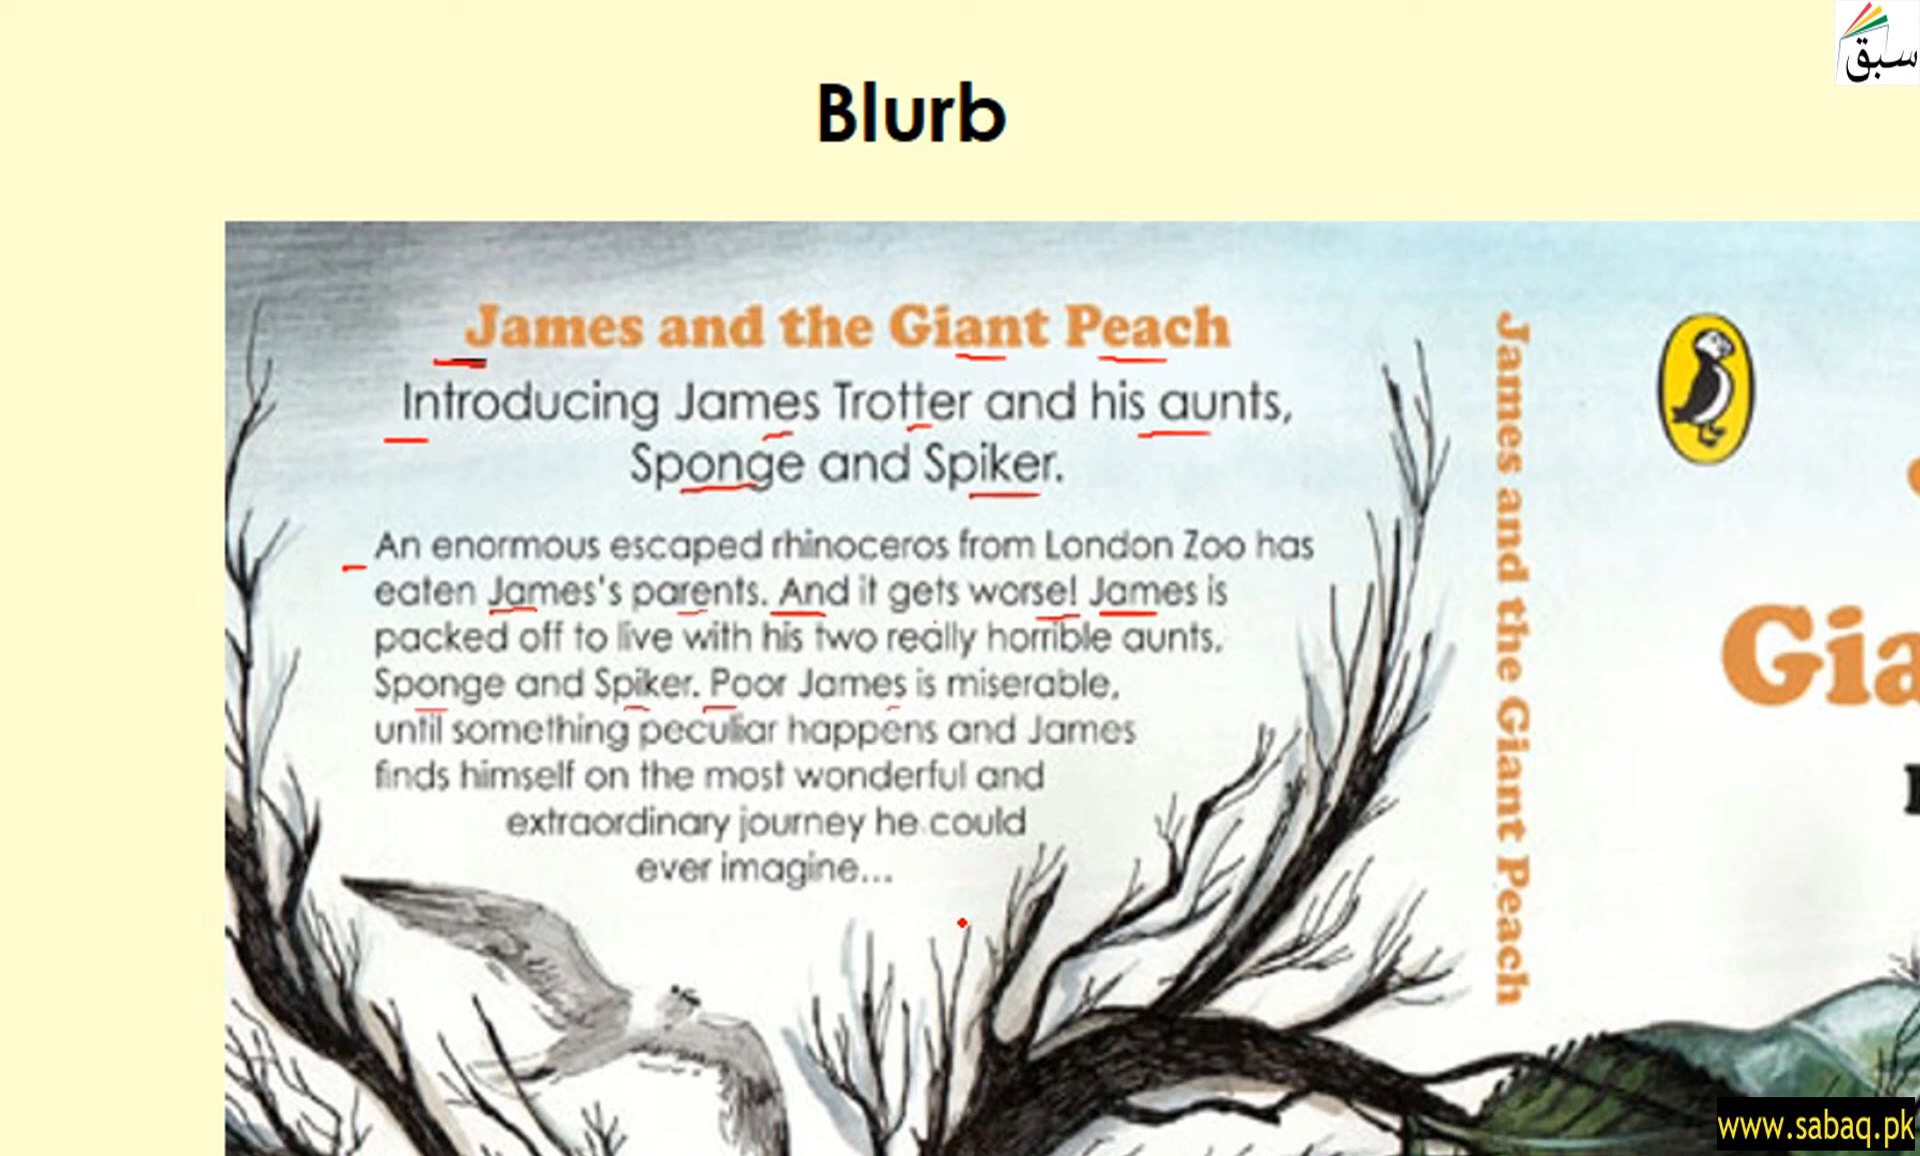 سبق
Blurb
James and the Giant Peach
Introducing James Trotter and his aunts,
Sponge and Spiker.
An enormous escaped rhinoceros from London Zoo has
eaten James's parents. And it gets worse! James is
packed off to live with his two really horrible aunts,
Sponge and Spiker. Poor James is miserable,
until something peculiar happens and James
finds himself on the most wonderful and
extraordinary journey he could
ever imagine...
James and the Giant Peach
Gia
www.sabaq.pk